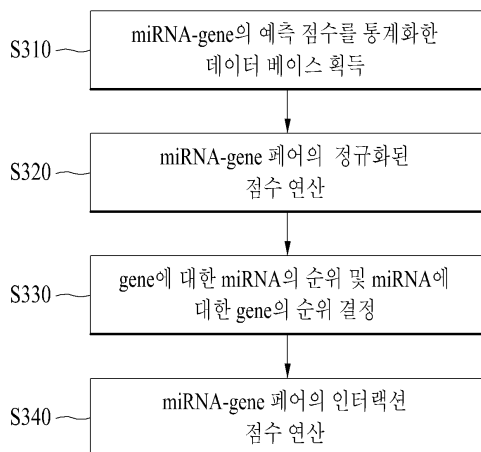 S310
miRNA-gene의 예측 점수를 통계화한
데이터 베이스 획득
S320
miRNA-gene 페어의 정규화된
점수 연산
S330
gene에 대한 miRNA의 순위 및 miRNA에
대한 gene의 순위 결정
S340
miRNA-gene 페어의 인터랙션
점수 연산